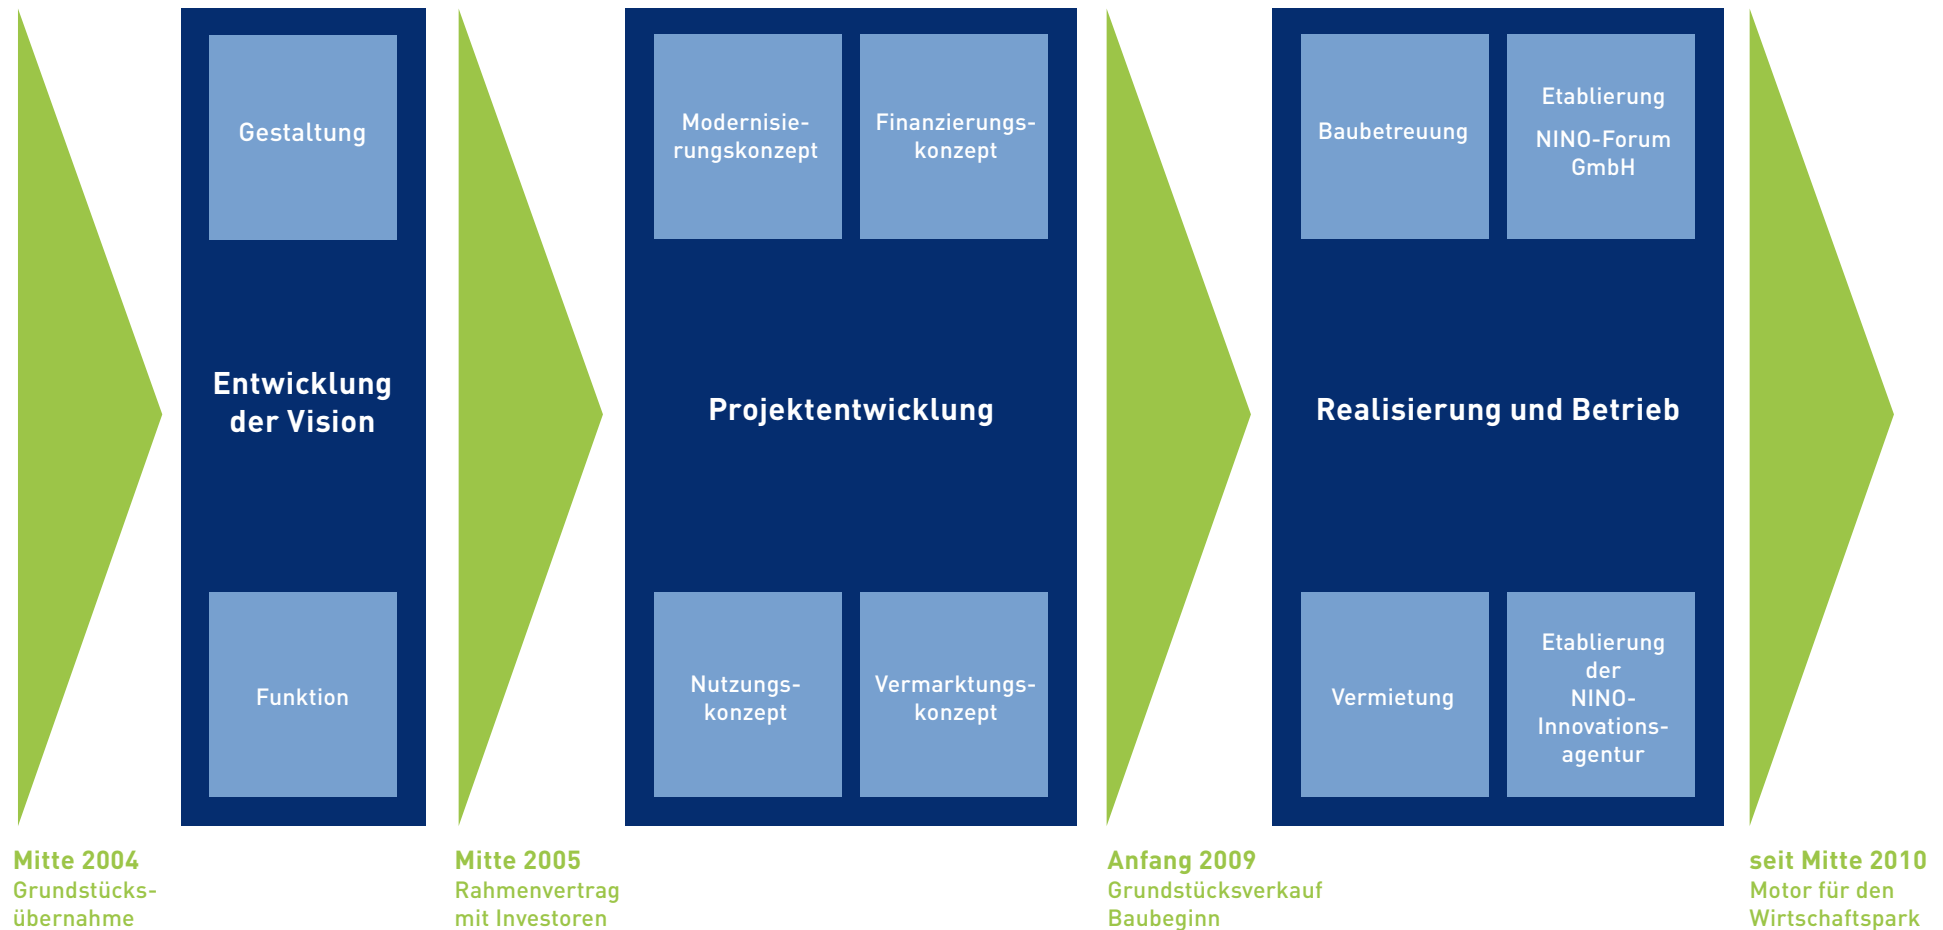 Gestaltung
Entwicklung
der Vision
Funktion
Modernisie-
rungskonzept
Finanzierungs-
konzept
Projektentwicklung
Nutzungs-
konzept
Vermarktungs-
konzept
Baubetreuung
Etablierung
NINO-Forum
GmbH
Realisierung und Betrieb
Vermietung
Etablierung
der
NINO-
Innovations-
agentur
Mitte 2004
Grundstücks-
übernahme
Mitte 2005
Rahmenvertrag
mit Investoren
Anfang 2009
Grundstücksverkauf
Baubeginn
seit Mitte 2010
Motor für den
Wirtschaftspark